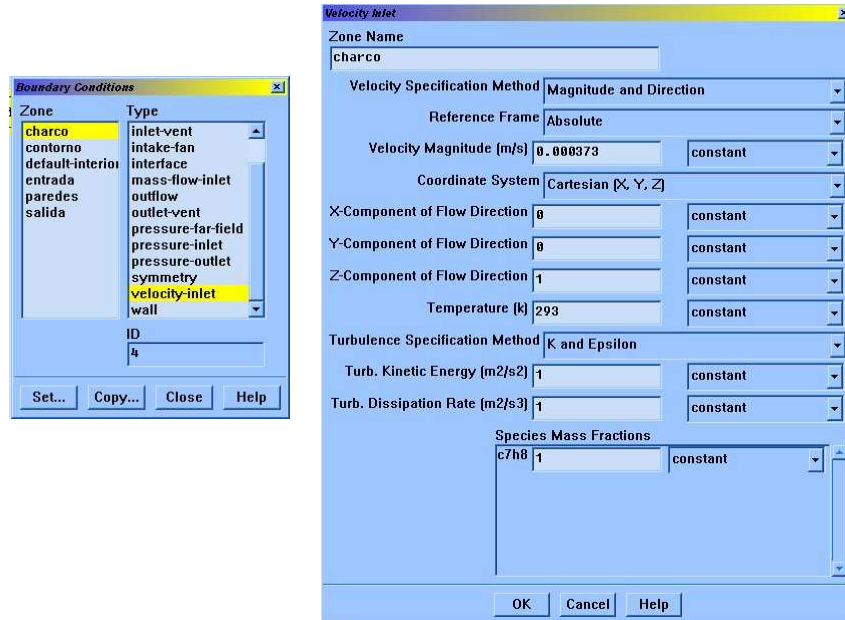 Boundary Conditions
Zone
charco
contorno
default-interior
entrada
paredes
salida
Type
inlet-vent
intake-fan
interface
mass-flow-inlet
outflow
outlet-vent
pressure-far-field
pressure-inlet
pressure-outlet
symmetry
velocity-inlet
wall
ID
4
Set... Copy... Close Help
Velocity Inlet
Zone Name
charco
Velocity Specification Method Magnitude and Direction
Reference Frame Absolute
Velocity Magnitude (m/s) 0.000373 constant
Coordinate System Cartesian (X, Y, Z)
X-Component of Flow Direction 0 constant
Y-Component of Flow Direction 0 constant
Z-Component of Flow Direction 1 constant
Temperature (k) 293 constant
Turbulence Specification Method K and Epsilon
Turb. Kinetic Energy (m2/s2) 1 constant
Turb. Dissipation Rate (m2/s3) 1 constant
Species Mass Fractions
c7h8 1 constant
OK Cancel Help